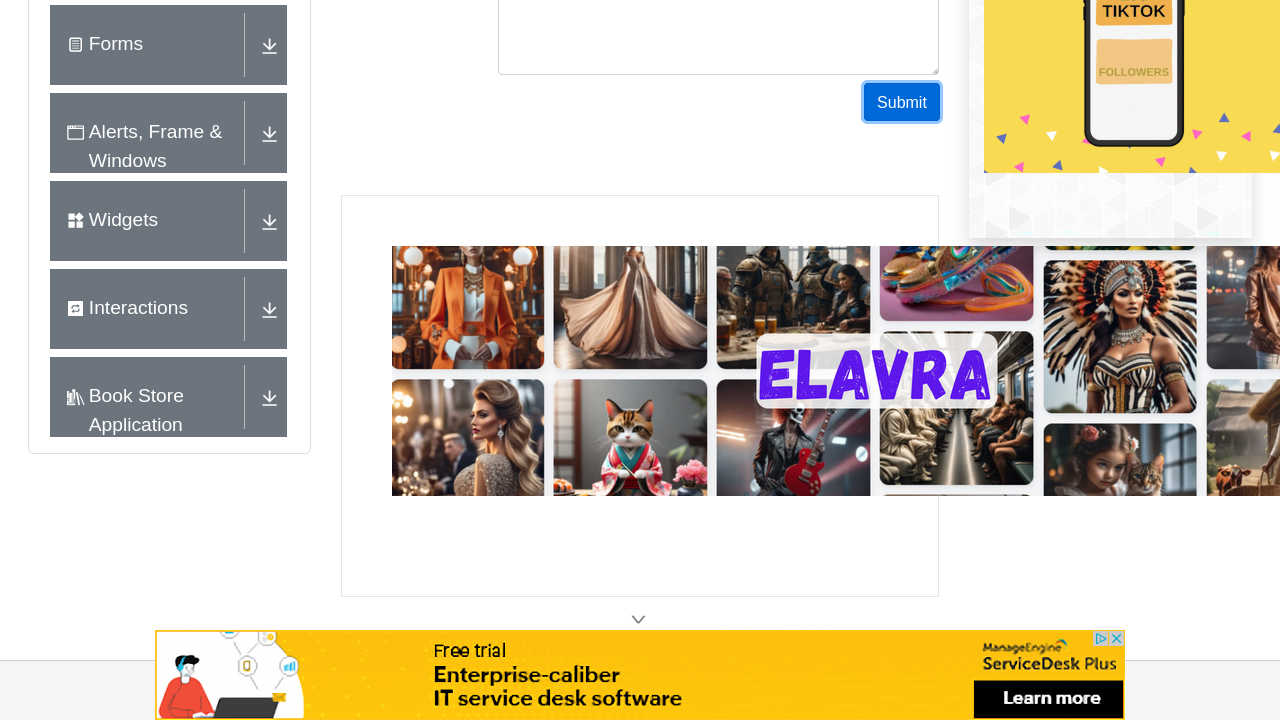 Forms
Alerts, Frame &
Windows
Widgets
Interactions
Book Store
Application
Submit
TIKTOK
FOLLOWERS
ELAVRA
Free trial
Enterprise-caliber
IT service desk software
ManageEngine
ServiceDesk Plus
Learn more